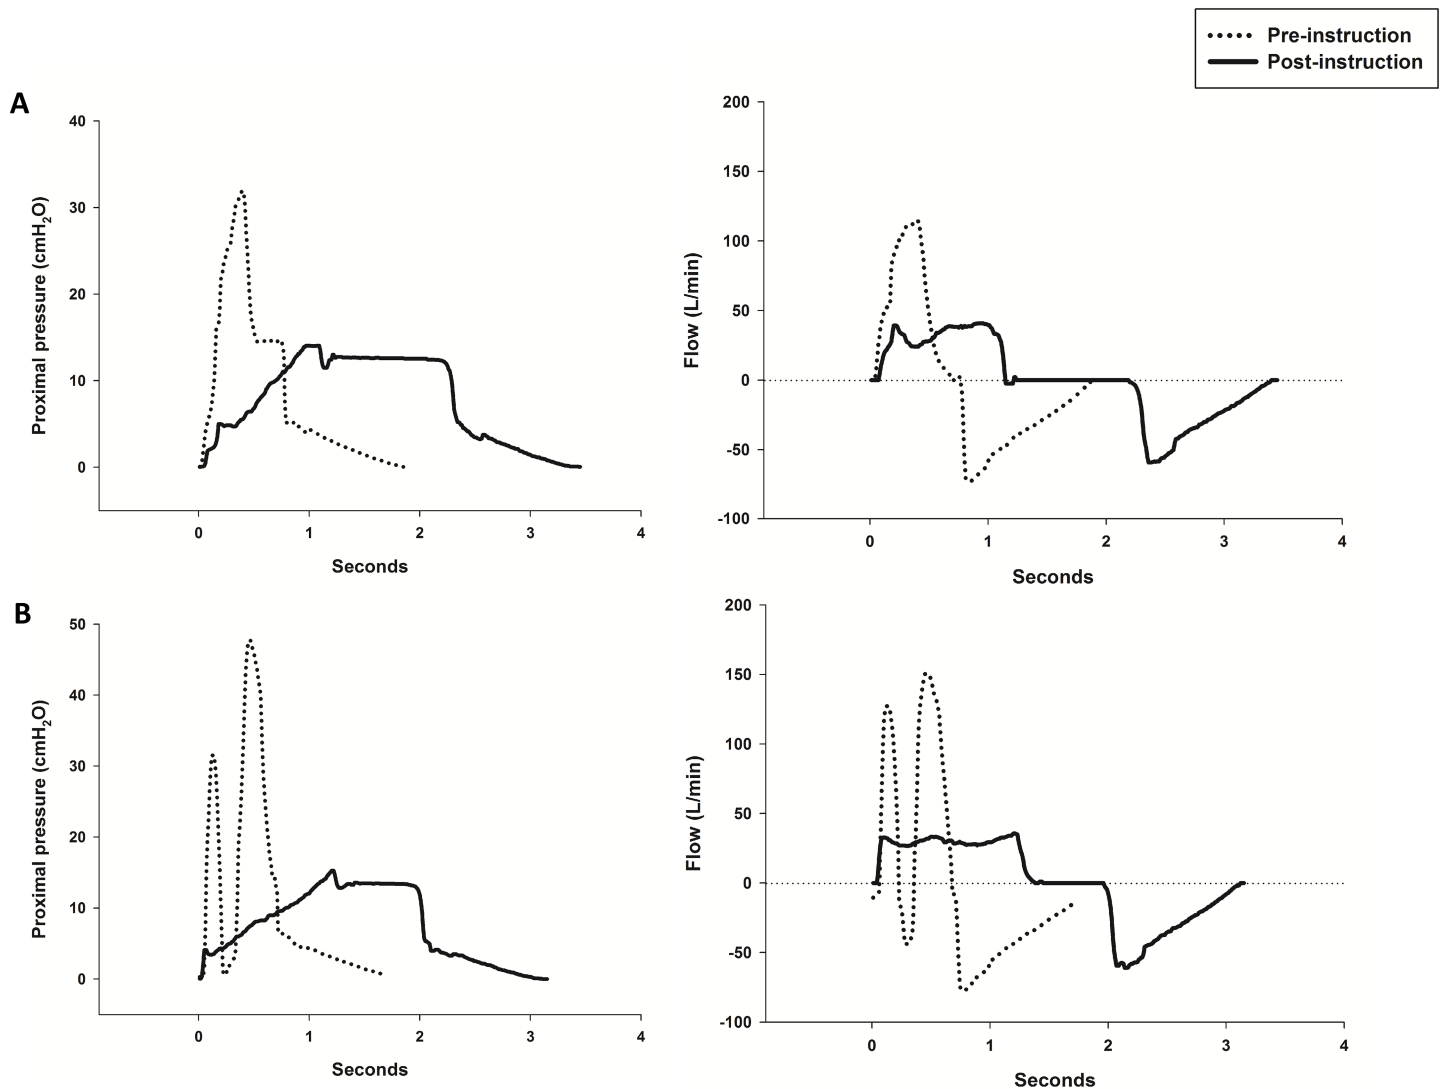 Pre-instruction
Post-instruction
A
Proximal pressure (cmH₂O)
40
30
20
10
0
0 1 2 3 4
Seconds
Flow (L/min)
200
150
100
50
0
-50
-100
0 1 2 3 4
Seconds
B
Proximal pressure (cmH₂O)
50
40
30
20
10
0
0 1 2 3 4
Seconds
Flow (L/min)
200
150
100
50
0
-50
-100
0 1 2 3 4
Seconds